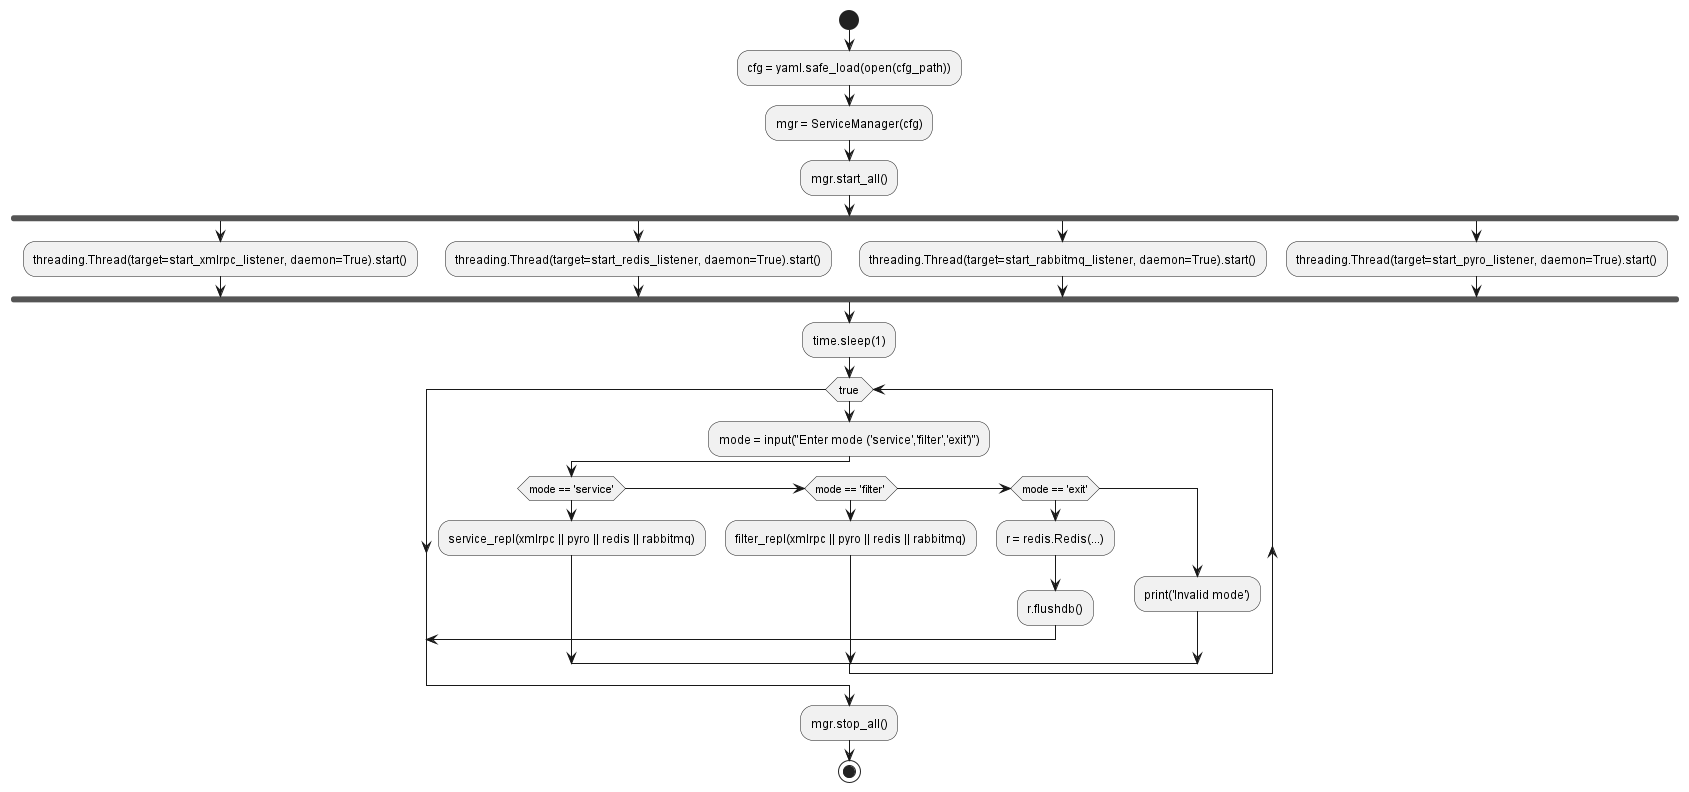 cfg = yaml.safe_load(open(cfg_path))
mgr = ServiceManager(cfg)
mgr.start_all()
threading.Thread(target=start_xmlrpc_listener, daemon=True).start()
threading.Thread(target=start_redis_listener, daemon=True).start()
threading.Thread(target=start_rabbitmq_listener, daemon=True).start()
threading.Thread(target=start_pyro_listener, daemon=True).start()
time.sleep(1)
true
mode = input("Enter mode ('service','filter','exit')")
mode == 'service'
mode == 'filter'
mode == 'exit'
service_repl(xmlrpc || pyro || redis || rabbitmq)
filter_repl(xmlrpc || pyro || redis || rabbitmq)
r = redis.Redis(...)
print('Invalid mode')
r.flushdb()
mgr.stop_all()